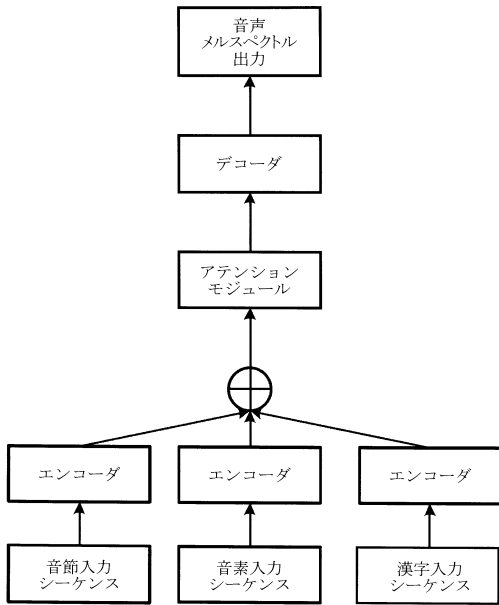 音声
メルスペクトル
出力
デコーダ
アテンション
モジュール
エンコーダ
エンコーダ
エンコーダ
音節入力
シーケンス
音素入力
シーケンス
漢字入力
シーケンス